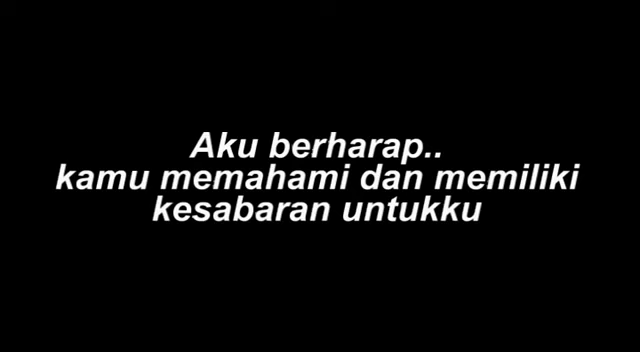 Aku berharap..
kamu memahami dan memiliki
kesabaran untukku